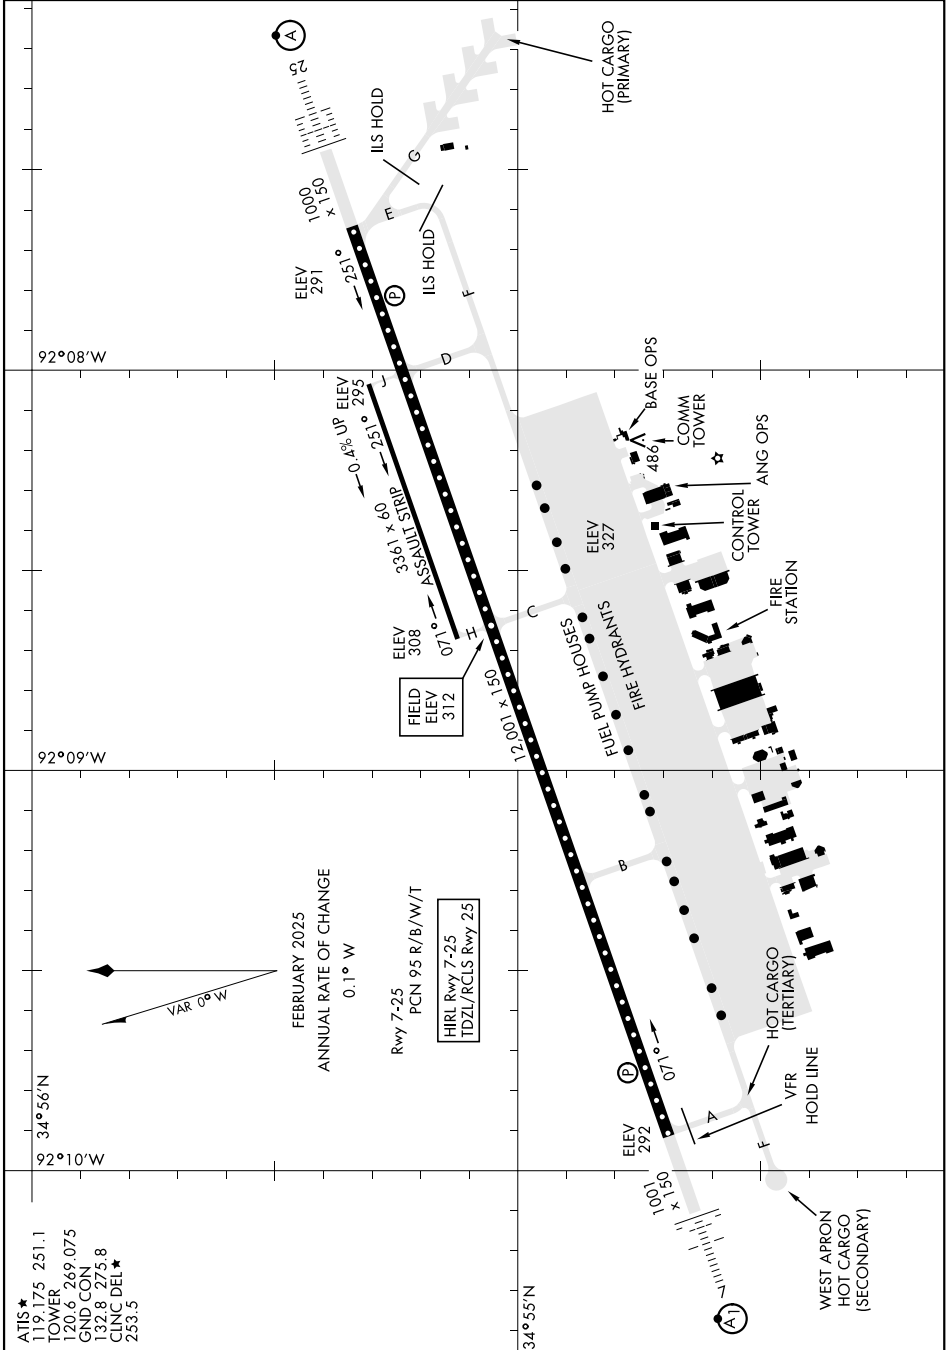 ATIS★
119.175 251.1
TOWER
120.6 269.075
GND CON
132.8 275.8
CLNC DEL★
253.5
34°55'N
34°56'N
92°10'W
92°09'W
92°08'W
VAR 0° W
FEBRUARY 2025
ANNUAL RATE OF CHANGE
0.1° W
Rwy 7-25
PCN 95 R/B/W/T
HIRL Rwy 7-25
TDZL/RCLS Rwy 25
FIELD
ELEV
312
ELEV
308
071°
H
3361 x 60
ASSAULT STRIP
0.4% UP
251°
ELEV
295
J
ELEV
291
251°
P
1000
x 150
25
A
HOT CARGO
(PRIMARY)
ILS HOLD
G
E
ILS HOLD
F
D
12,001 x 150
C
B
ELEV
327
FUEL PUMP HOUSES
FIRE HYDRANTS
BASE OPS
486
COMM
TOWER
ANG OPS
CONTROL
TOWER
FIRE
STATION
P
071°
ELEV
292
A
F
HOT CARGO
(TERTIARY)
VFR
HOLD LINE
1001
x 150
7
A1
WEST APRON
HOT CARGO
(SECONDARY)